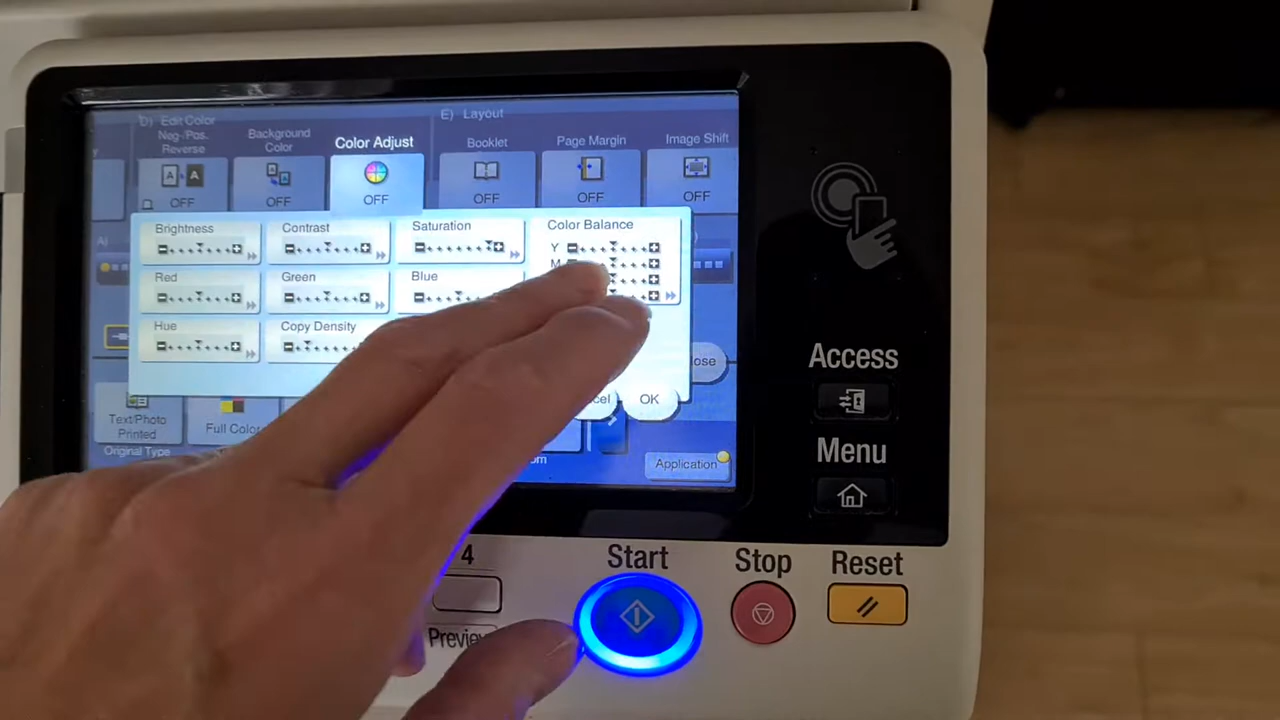 D) Edit Color
E) Layout
Neg-/Pos.
Reverse
Background
Color
Color Adjust
Booklet
Page Margin
Image Shift
A A
OFF
OFF
OFF
OFF
OFF
OFF
Brightness
Contrast
Saturation
Color Balance
Y
M
Red
Green
Blue
Hue
Copy Density
OK
Text/Photo
Printed
Full Color
Original Type
Application
Access
Menu
4
Start
Stop
Reset
Preview